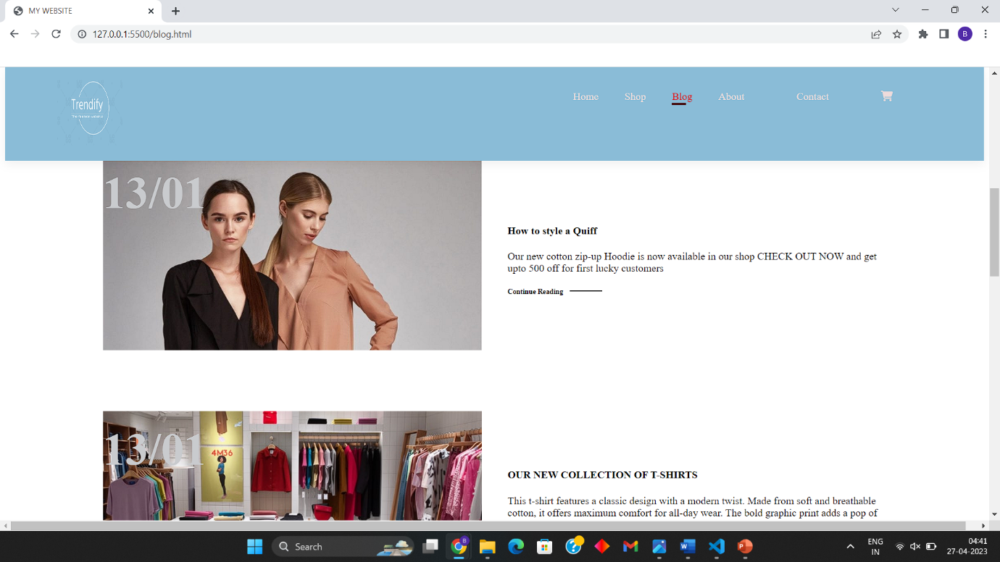 MY WEBSITE
127.0.0.1:5500/blog.html
B
Trendify
Home Shop Blog About Contact
13/01
How to style a Quiff
Our new cotton zip-up Hoodie is now available in our shop CHECK OUT NOW and get
upto 500 off for first lucky customers
Continue Reading
13/01
4M36
OUR NEW COLLECTION OF T-SHIRTS
This t-shirt features a classic design with a modern twist. Made from soft and breathable
cotton, it offers maximum comfort for all-day wear. The bold graphic print adds a pop of
Search
B
ENG
IN
04:41
27-04-2023